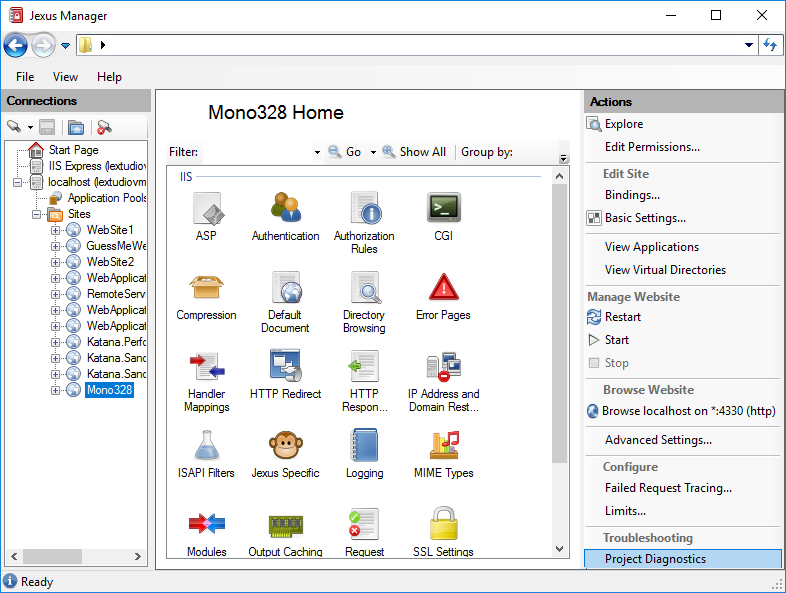 Jexus Manager
File View Help
Connections
Start Page
IIS Express (lextudiov
localhost (lextudiovm
Application Pools
Sites
WebSite1
GuessMeWe
WebSite2
WebApplicat
RemoteServ
WebApplicat
WebApplicat
Katana.Perfo
Katana.Sand
Katana.Sand
Mono328
Mono328 Home
Filter: Go Show All Group by:
IIS
ASP
Authentication
Authorization
Rules
CGI
Compression
Default
Document
Directory
Browsing
Error Pages
Handler
Mappings
HTTP Redirect
HTTP
Respon...
IP Address and
Domain Rest...
ISAPI Filters
Jexus Specific
Logging
MIME Types
Modules
Output Caching
Request
SSL Settings
Actions
Explore
Edit Permissions...
Edit Site
Bindings...
Basic Settings...
View Applications
View Virtual Directories
Manage Website
Restart
Start
Stop
Browse Website
Browse localhost on *:4330 (http)
Advanced Settings...
Configure
Failed Request Tracing...
Limits...
Troubleshooting
Project Diagnostics
Ready